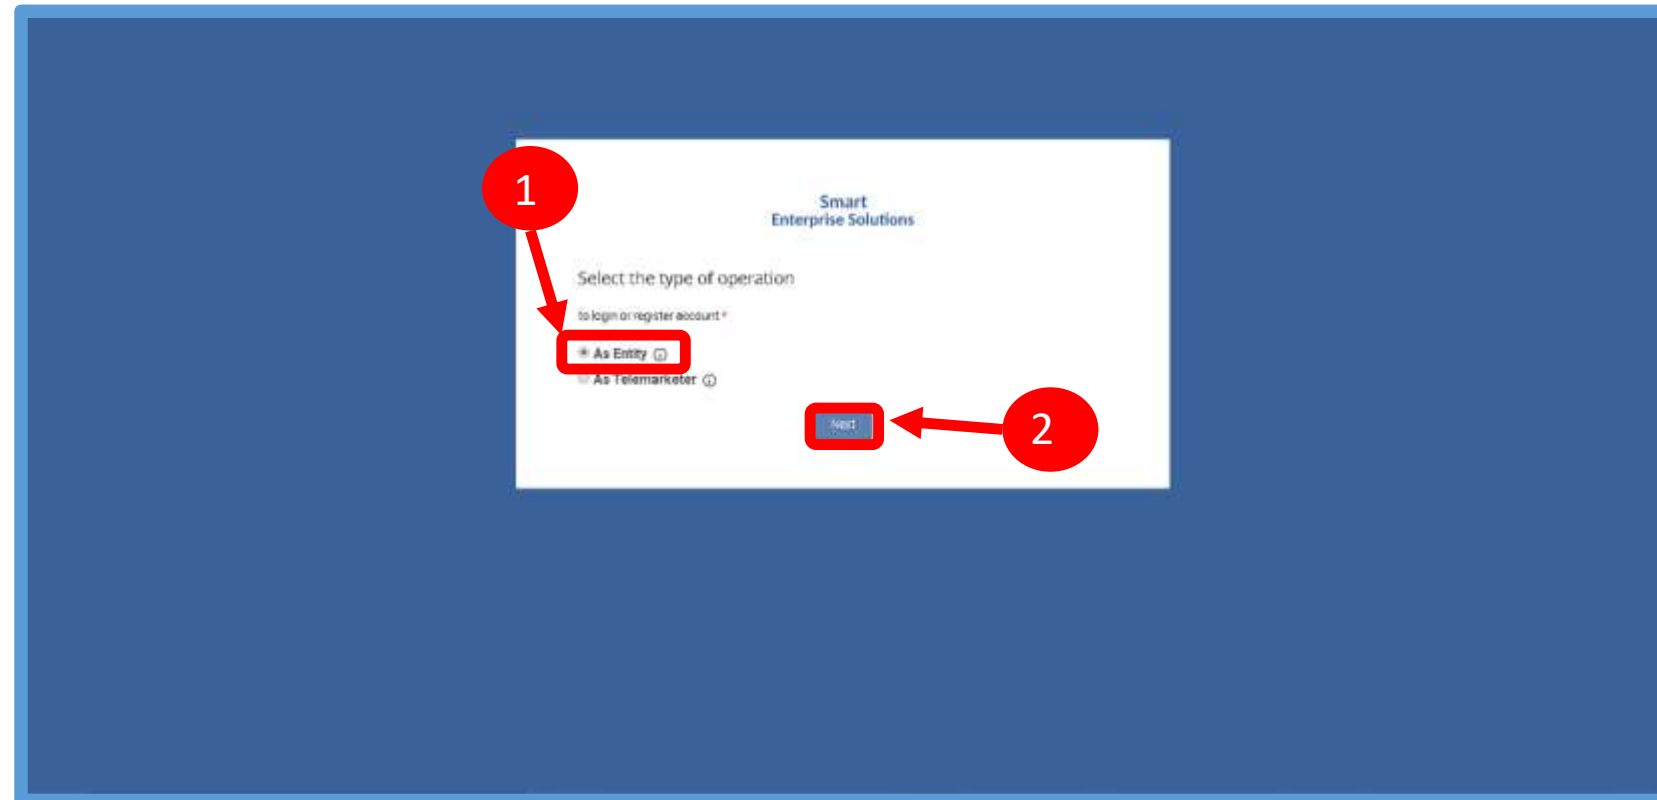 1
Smart
Enterprise Solutions
Select the type of operation
to login or register account *
As Entity
As Telemarketer
Next
2